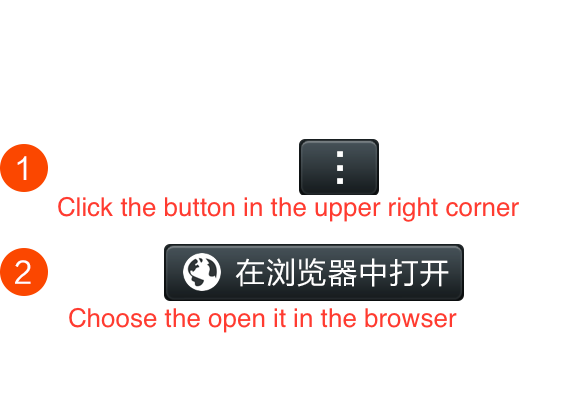 1
Click the button in the upper right corner
2
在浏览器中打开
Choose the open it in the browser